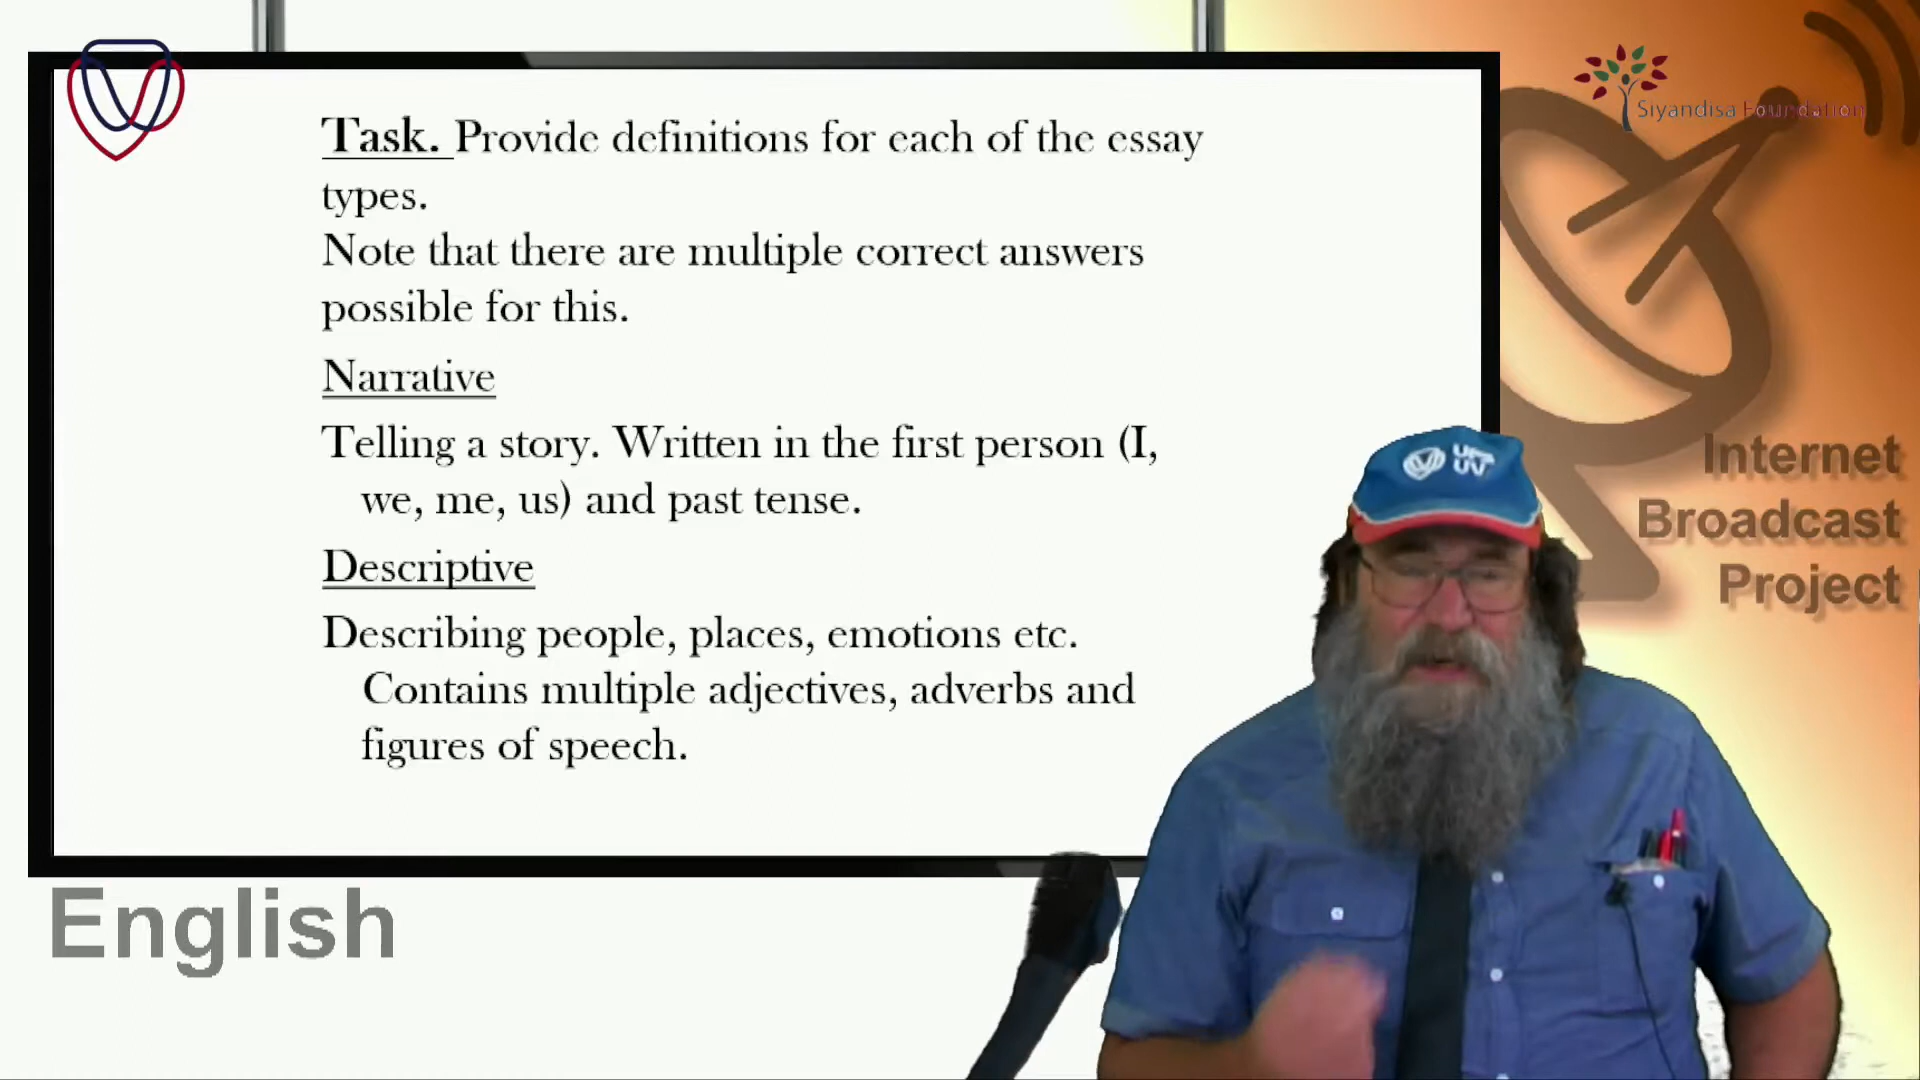 Task. Provide definitions for each of the essay
types.
Note that there are multiple correct answers
possible for this.
Narrative
Telling a story. Written in the first person (I,
we, me, us) and past tense.
Descriptive
Describing people, places, emotions etc.
Contains multiple adjectives, adverbs and
figures of speech.
Siyandisa Foundation
Internet
Broadcast
Project
UFS
UV
English